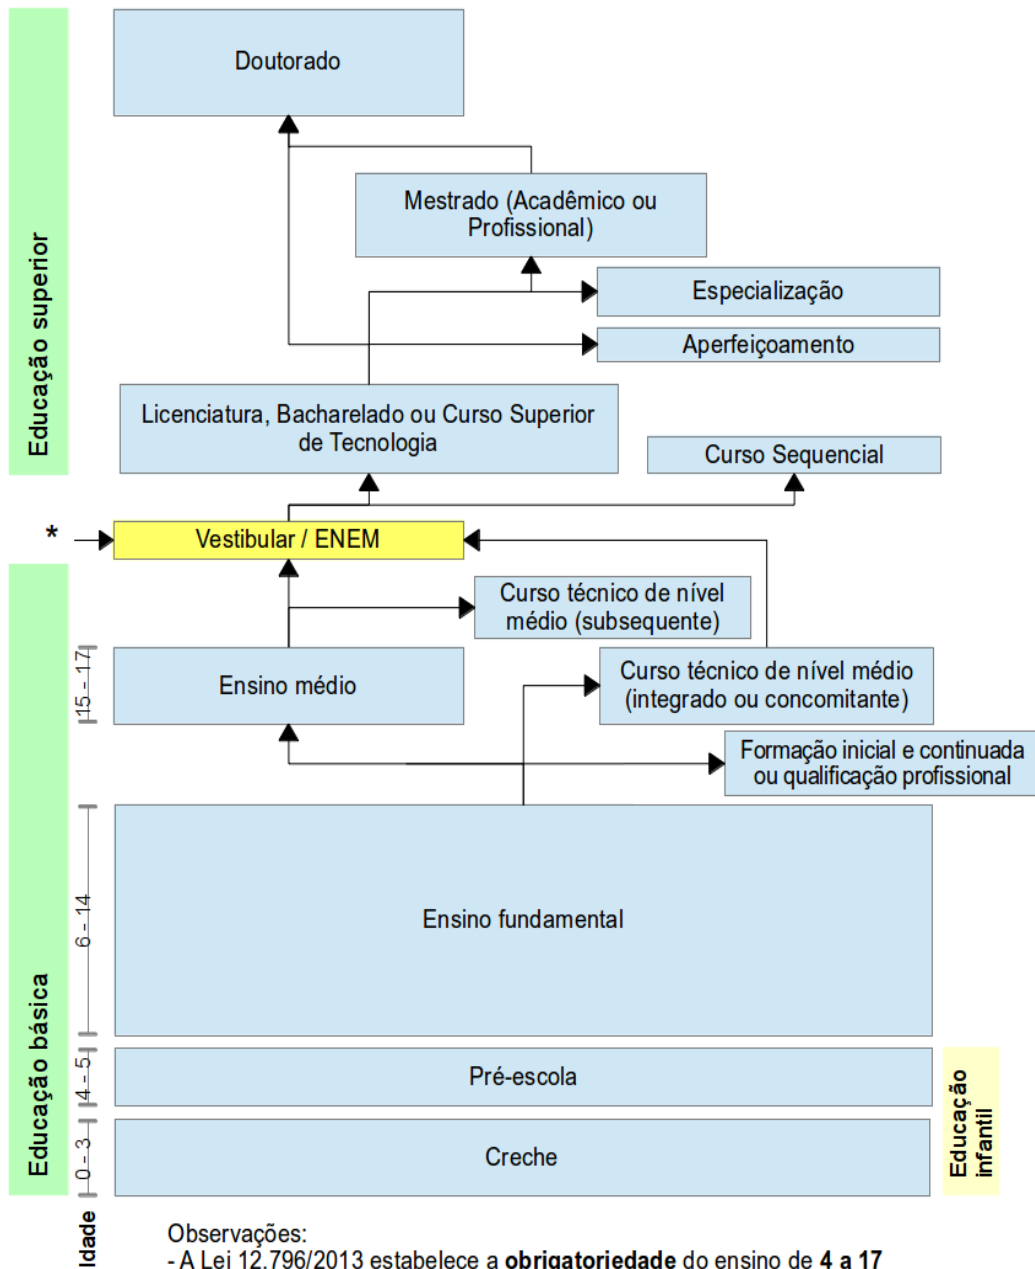 Doutorado
Mestrado (Acadêmico ou
Profissional)
Especialização
Aperfeiçoamento
Educação superior
Licenciatura, Bacharelado ou Curso Superior
de Tecnologia
Curso Sequencial
*
Vestibular / ENEM
Curso técnico de nível
médio (subsequente)
15 - 17
Ensino médio
Curso técnico de nível médio
(integrado ou concomitante)
Formação inicial e continuada
ou qualificação profissional
6 - 14
Ensino fundamental
Educação básica
4 - 5
Pré-escola
0 - 3
Creche
Educação
infantil
Idade
Observações:
- A Lei 12.796/2013 estabelece a obrigatoriedade do ensino de 4 a 17